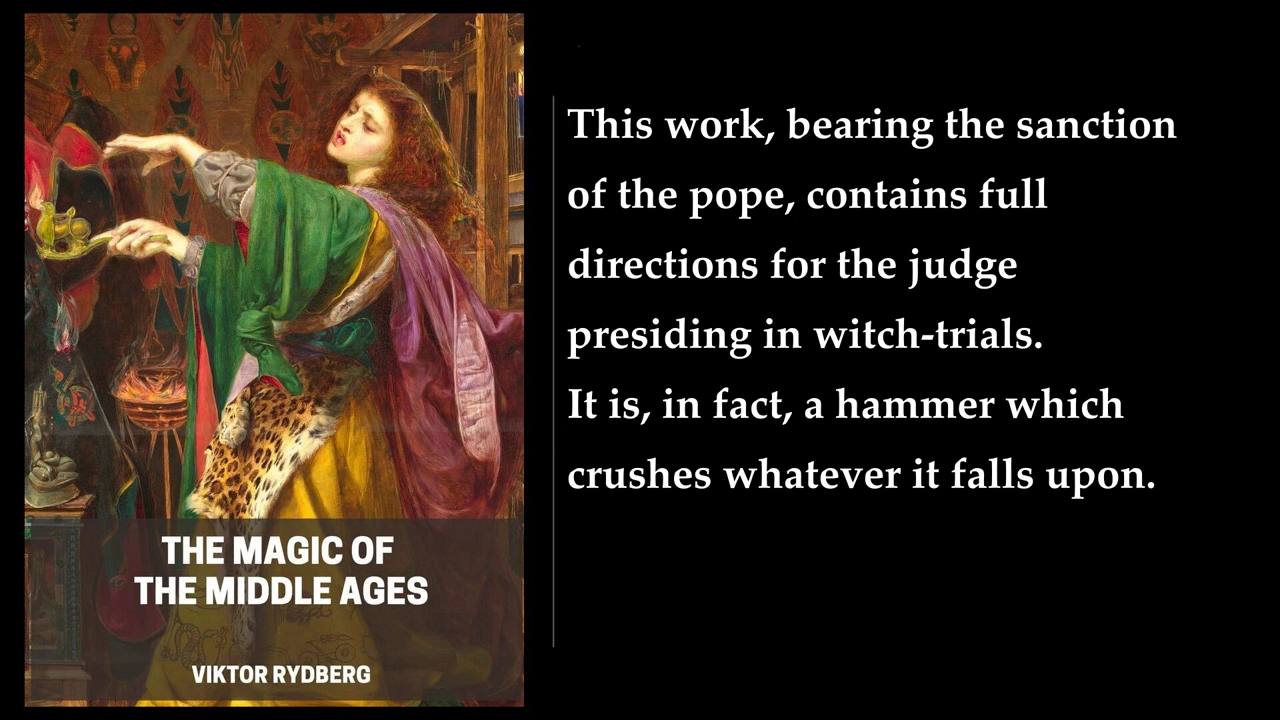 THE MAGIC OF
THE MIDDLE AGES
VIKTOR RYDBERG
This work, bearing the sanction
of the pope, contains full
directions for the judge
presiding in witch-trials.
It is, in fact, a hammer which
crushes whatever it falls upon.